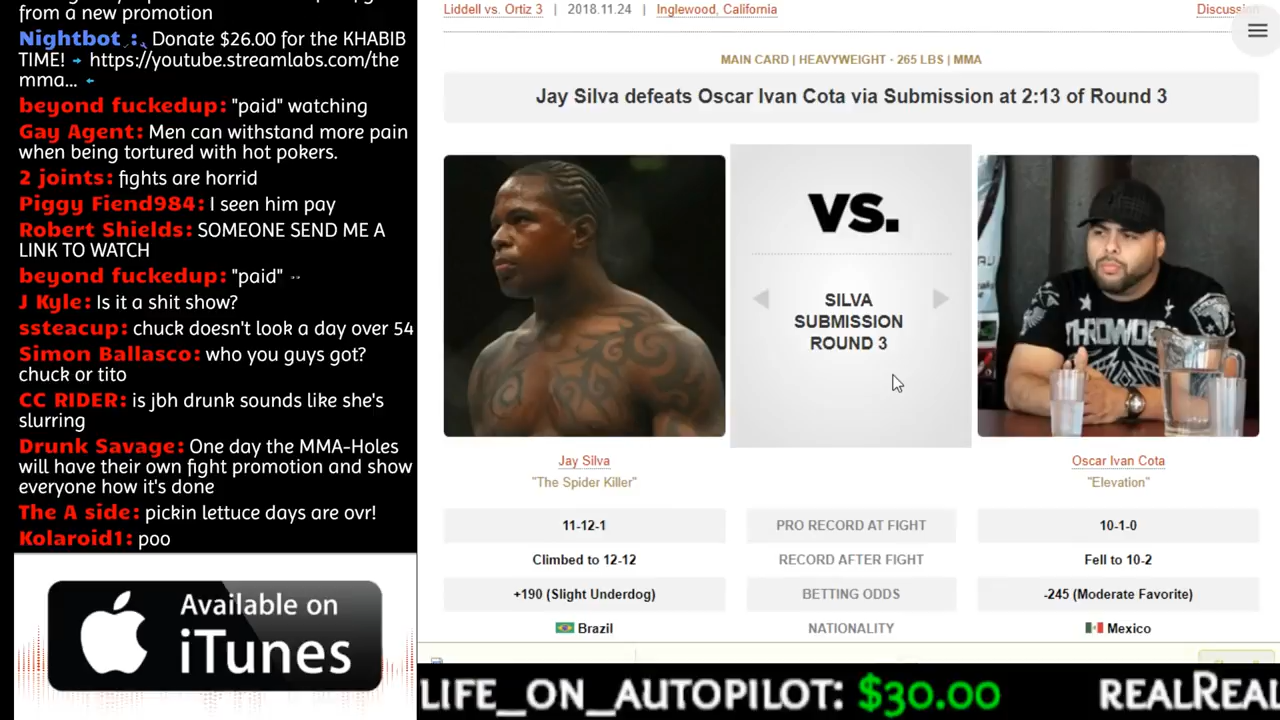 from a new promotion
Nightbot : Donate $26.00 for the KHABIB
TIME! → https://youtube.streamlabs.com/the
mma... ←
beyond fuckedup: "paid" watching
Gay Agent: Men can withstand more pain
when being tortured with hot pokers.
2 joints: fights are horrid
Piggy Fiend984: I seen him pay
Robert Shields: SOMEONE SEND ME A
LINK TO WATCH
beyond fuckedup: "paid"
J Kyle: Is it a shit show?
ssteacup: chuck doesn't look a day over 54
Simon Ballasco: who you guys got?
chuck or tito
CC RIDER: is jbh drunk sounds like she's
slurring
Drunk Savage: One day the MMA-Holes
will have their own fight promotion and show
everyone how it's done
The A side: pickin lettuce days are ovr!
Kolaroid1: poo
Available on
iTunes
Liddell vs. Ortiz 3 | 2018.11.24 | Inglewood, California
MAIN CARD | HEAVYWEIGHT · 265 LBS | MMA
Jay Silva defeats Oscar Ivan Cota via Submission at 2:13 of Round 3
VS.
SILVA
SUBMISSION
ROUND 3
THROWDO
Jay Silva
Oscar Ivan Cota
"The Spider Killer"
"Elevation"
11-12-1 PRO RECORD AT FIGHT 10-1-0
Climbed to 12-12 RECORD AFTER FIGHT Fell to 10-2
+190 (Slight Underdog) BETTING ODDS -245 (Moderate Favorite)
Brazil NATIONALITY Mexico
LIFE_ON_AUTOPILOT: $30.00 REALREAL